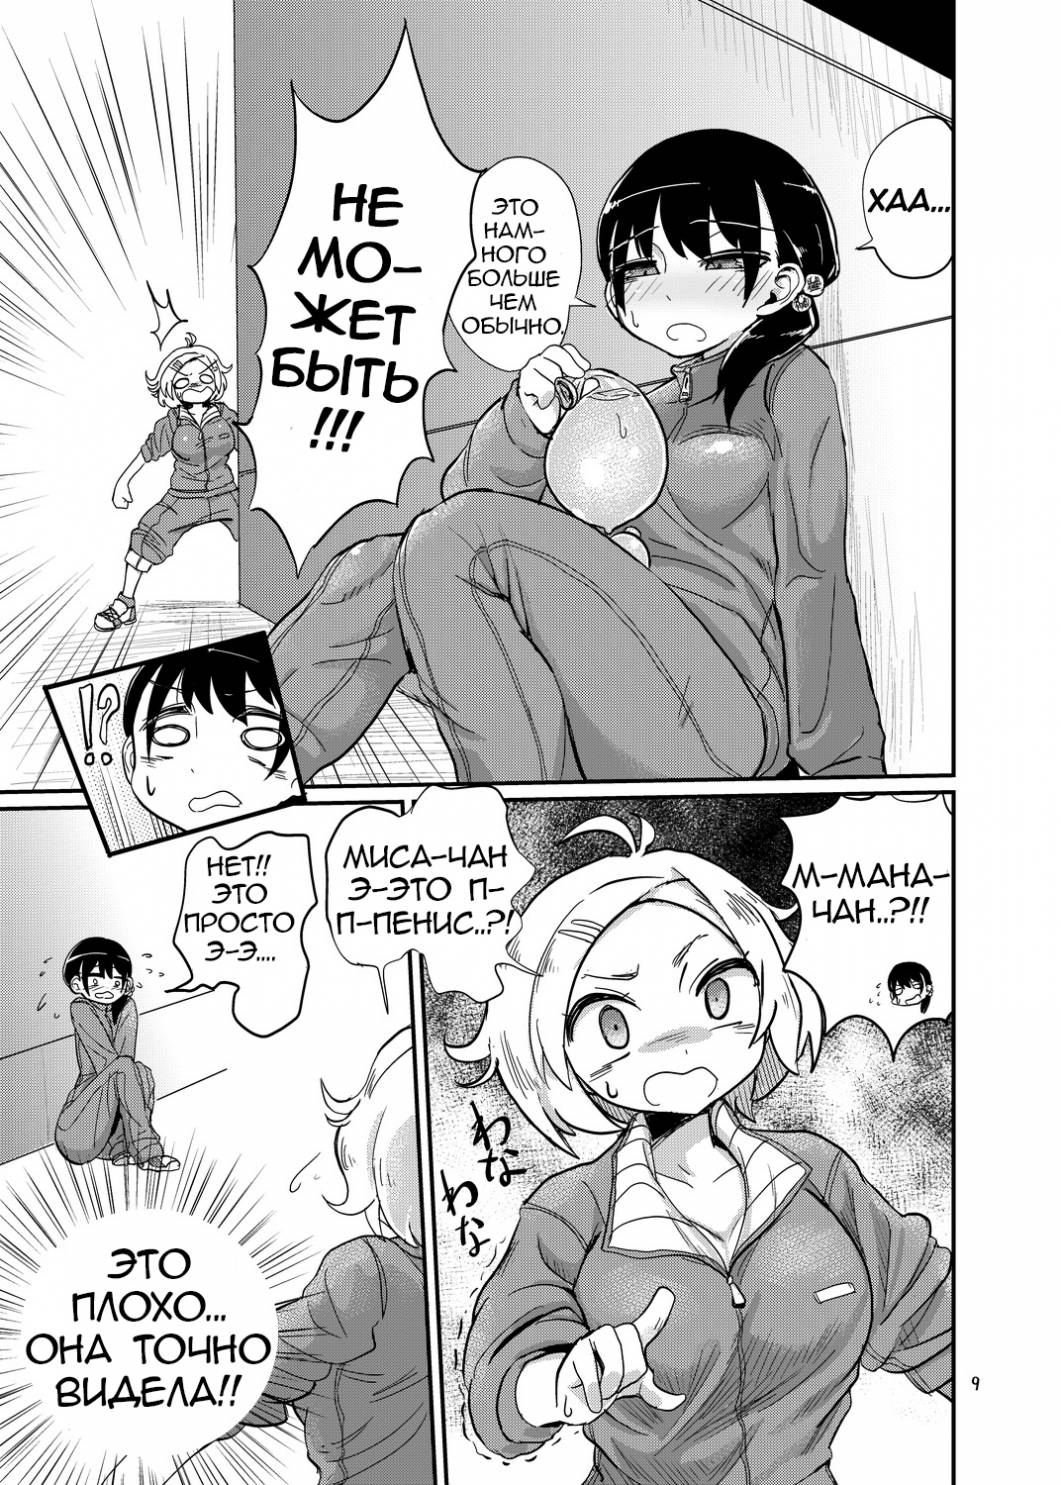 ХАА...
ЭТО
НАМ-
НОГО
БОЛЬШЕ
ЧЕМ
ОБЫЧНО.
НЕ
МО-
ЖЕТ
БЫТЬ
!!!
!?
М-МАНА-
ЧАН..?!!
わなわな
МИСА-ЧАН
Э-ЭТО П-
П-ПЕНИС..?!
НЕТ!!
ЭТО
ПРОСТО
Э-Э....
ЭТО
ПЛОХО...
ОНА ТОЧНО
ВИДЕЛА!!
9